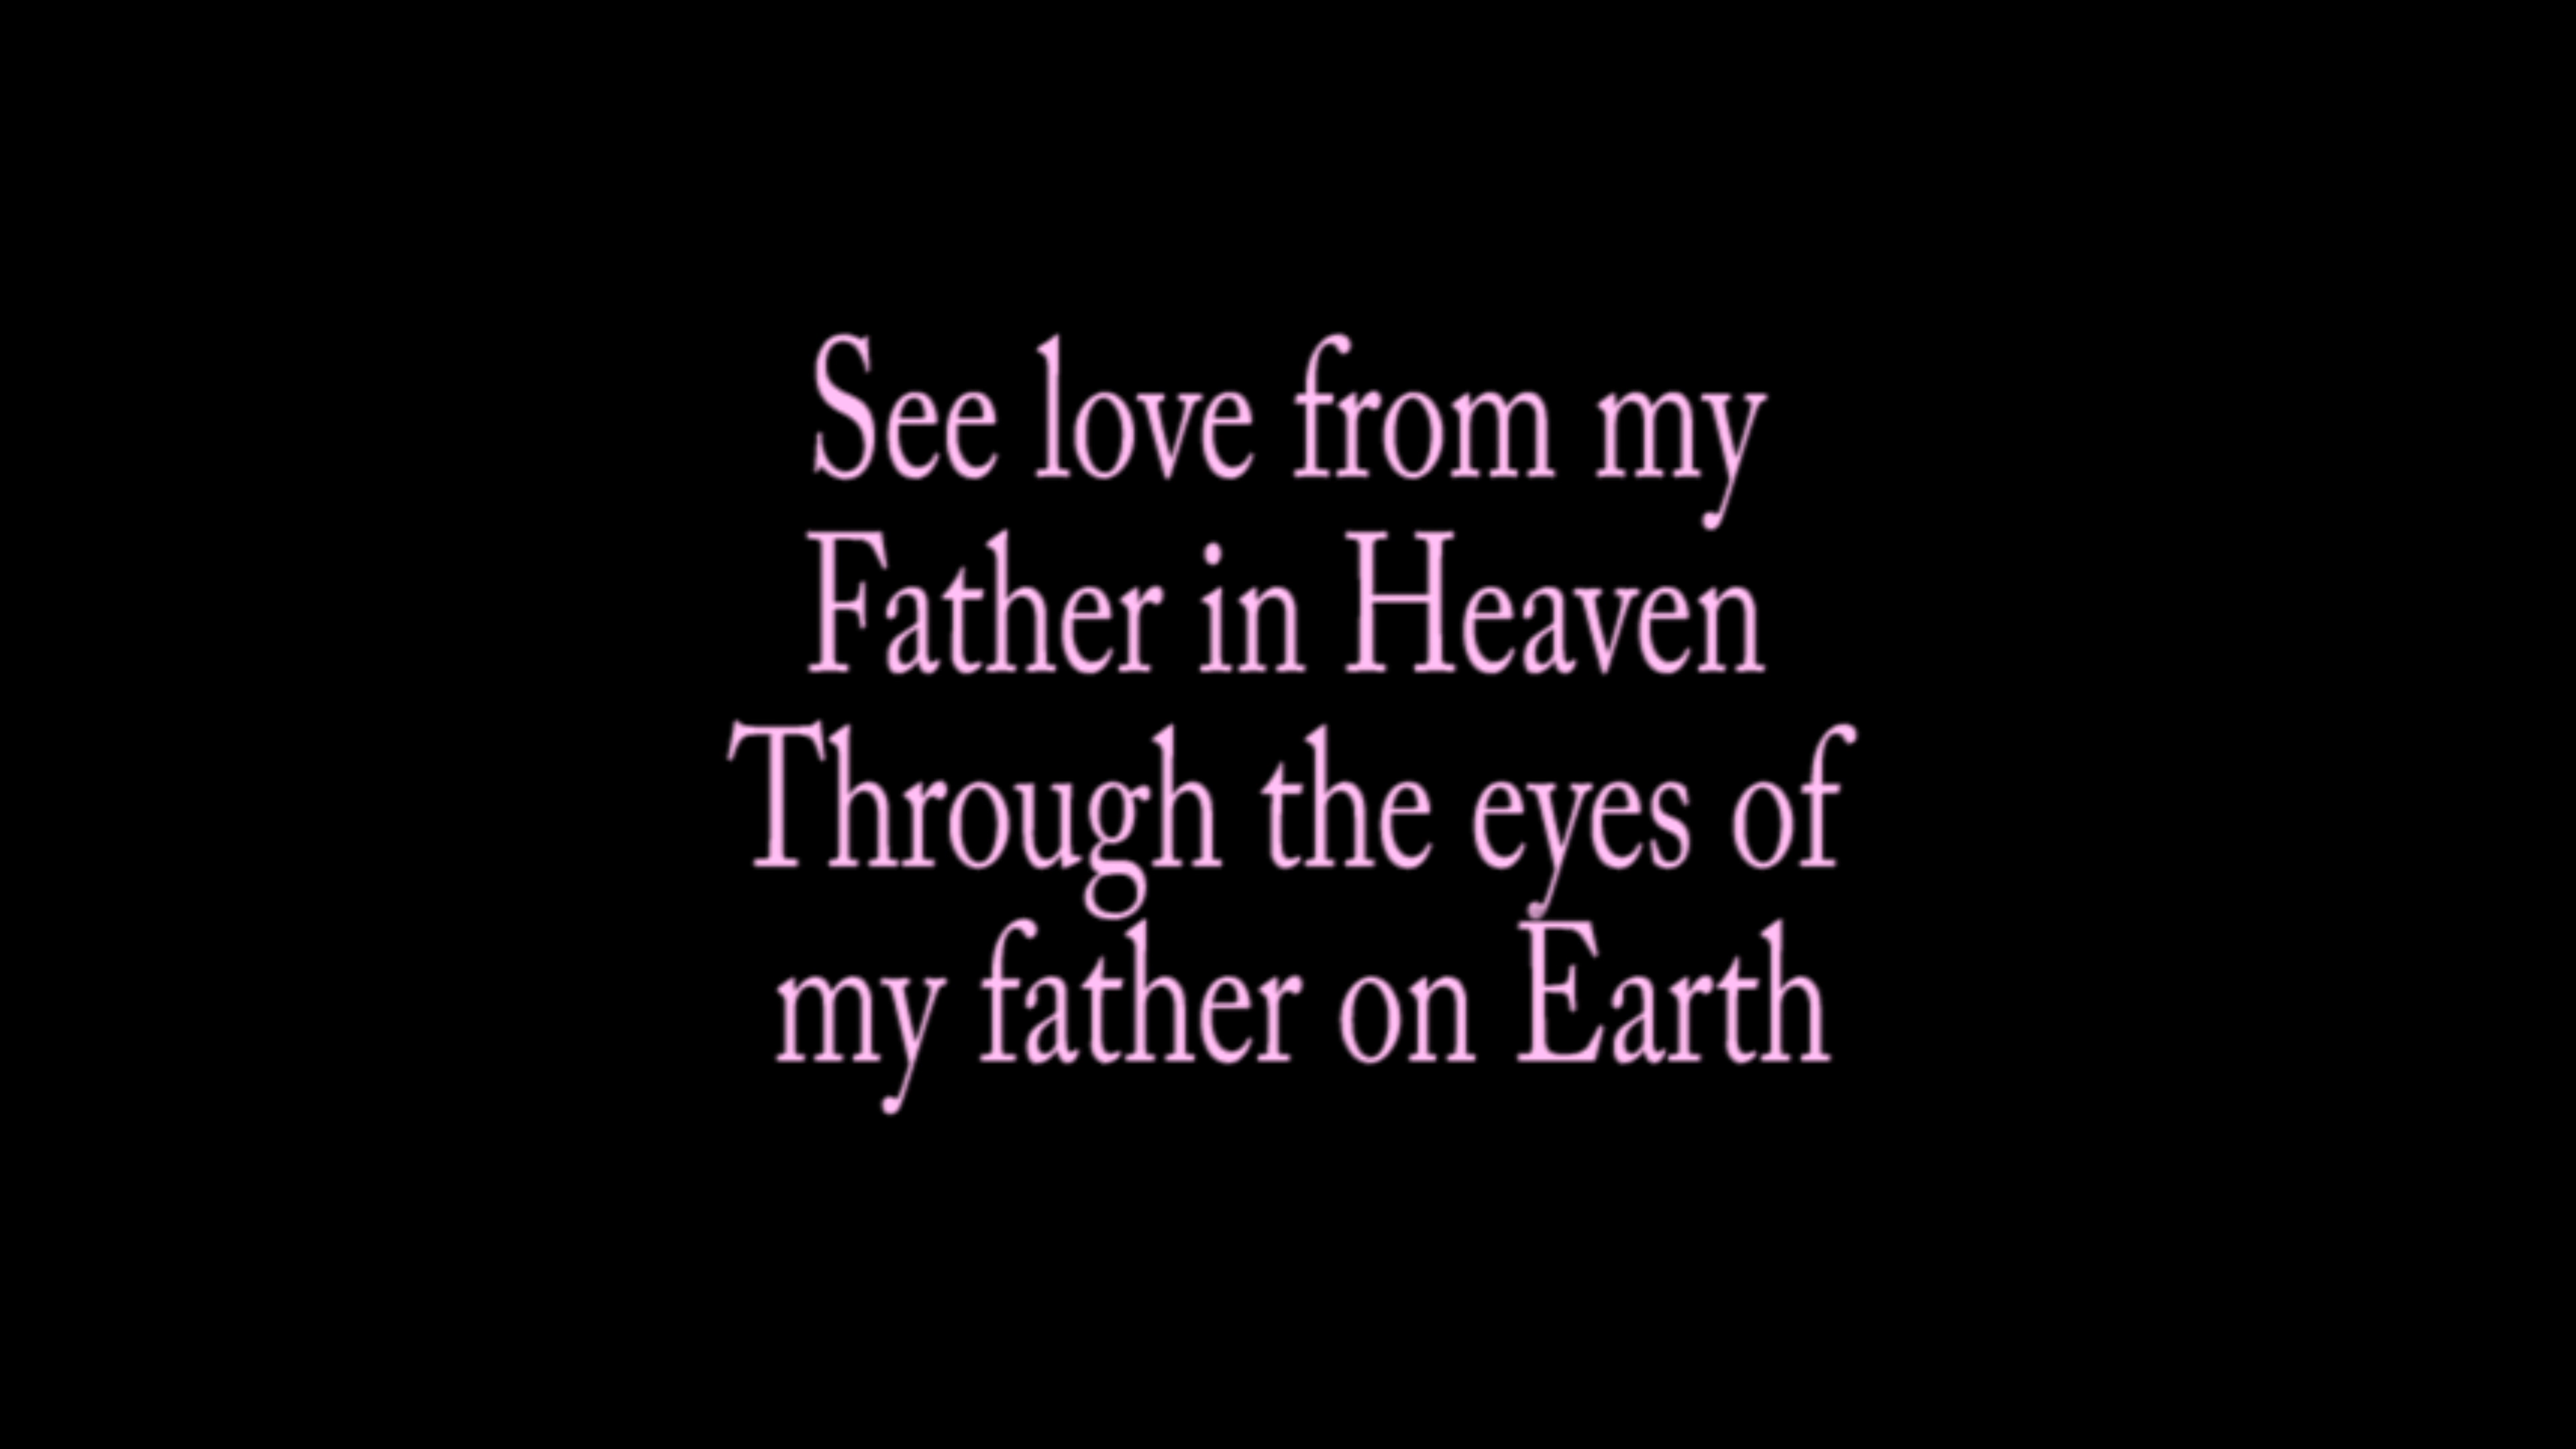 See love from my
Father in Heaven
Through the eyes of
my father on Earth